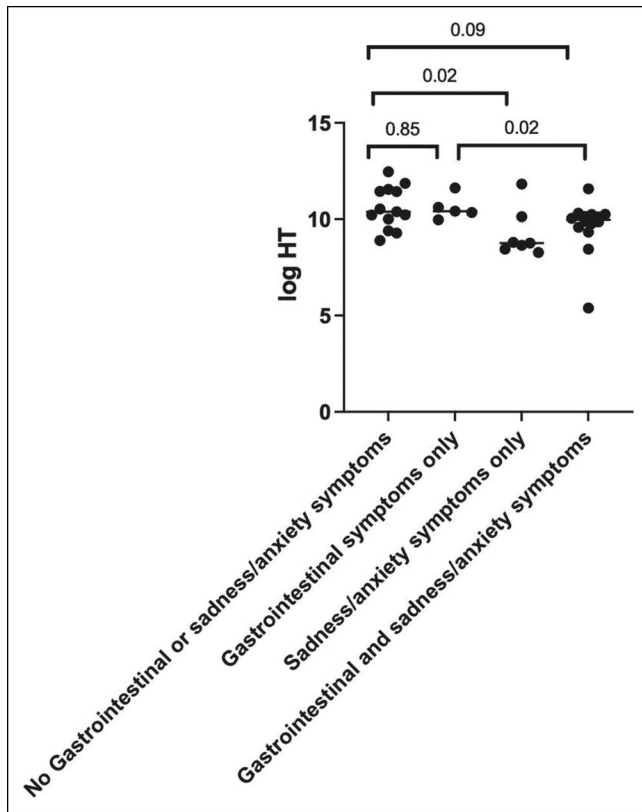 0.09
0.02
0.85
0.02
15
10
5
0
log HT
No Gastrointestinal or sadness/anxiety symptoms
Gastrointestinal symptoms only
Sadness/anxiety symptoms only
Gastrointestinal and sadness/anxiety symptoms